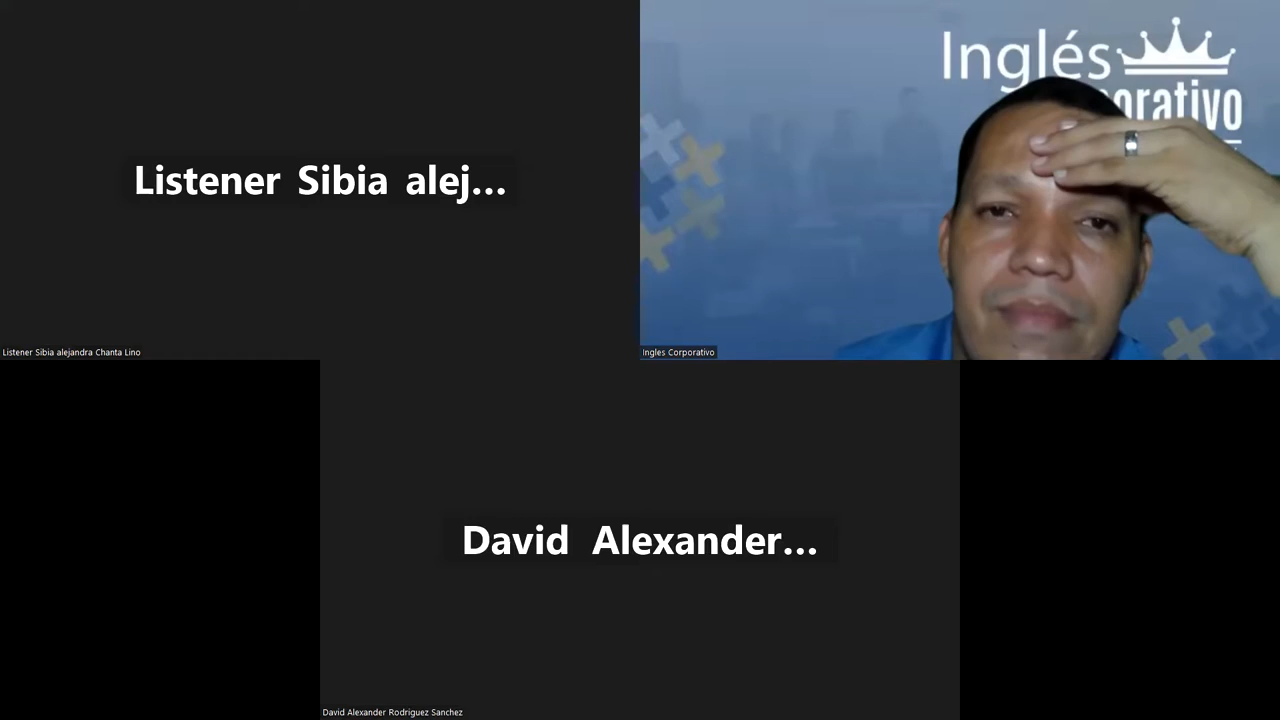 Listener Sibia alej...
Listener Sibia alejandra Chanta Lino
Inglés
orativo
Ingles Corporativo
David Alexander...
David Alexander Rodriguez Sanchez